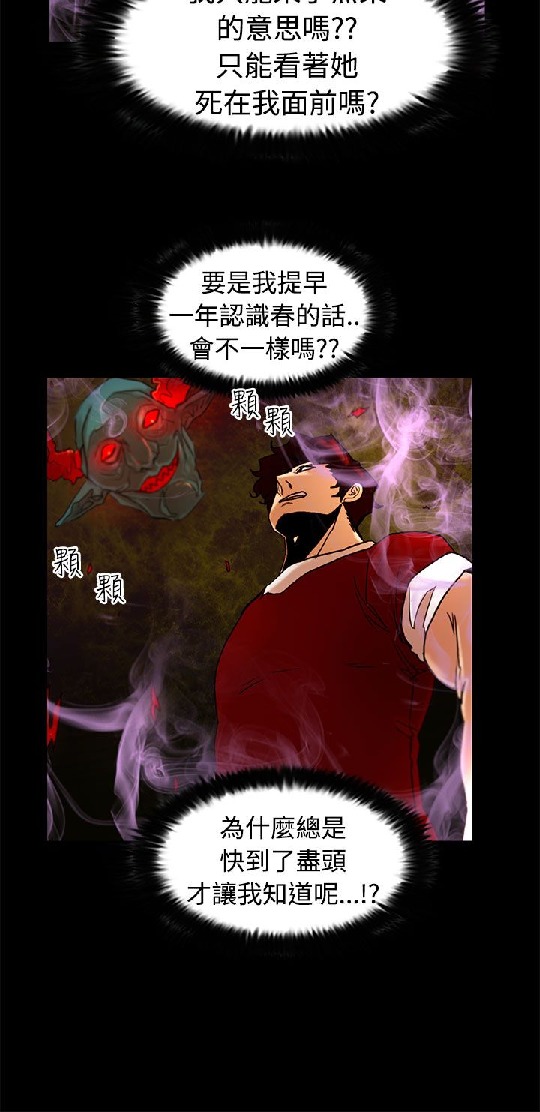 的意思嗎??
只能看著她
死在我面前嗎?
要是我提早
一年認識春的話..
會不一樣嗎??
顆
顆
顆
顆
為什麼總是
快到了盡頭
才讓我知道呢...!?